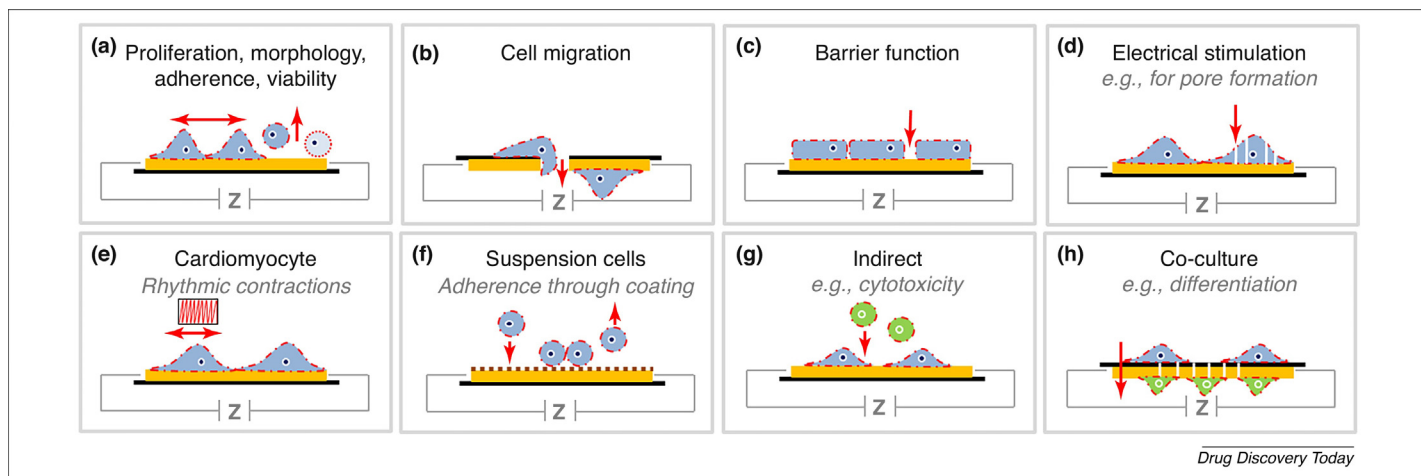 (a)
Proliferation, morphology,
adherence, viability
Z
(b)
Cell migration
Z
(c)
Barrier function
Z
(d)
Electrical stimulation
e.g., for pore formation
Z
(e)
Cardiomyocyte
Rhythmic contractions
Z
(f)
Suspension cells
Adherence through coating
Z
(g)
Indirect
e.g., cytotoxicity
Z
(h)
Co-culture
e.g., differentiation
Z
Drug Discovery Today